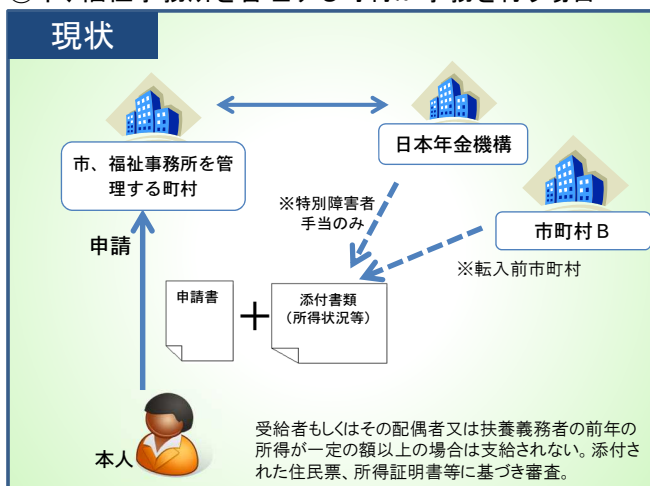 現状
市、福祉事務所を管
理する町村
日本年金機構
市町村B
※特別障害者
手当のみ
※転入前市町村
申請
申請書
添付書類
(所得状況等)
本人
受給者もしくはその配偶者又は扶養義務者の前年の
所得が一定の額以上の場合は支給されない。添付さ
れた住民票、所得証明書等に基づき審査。